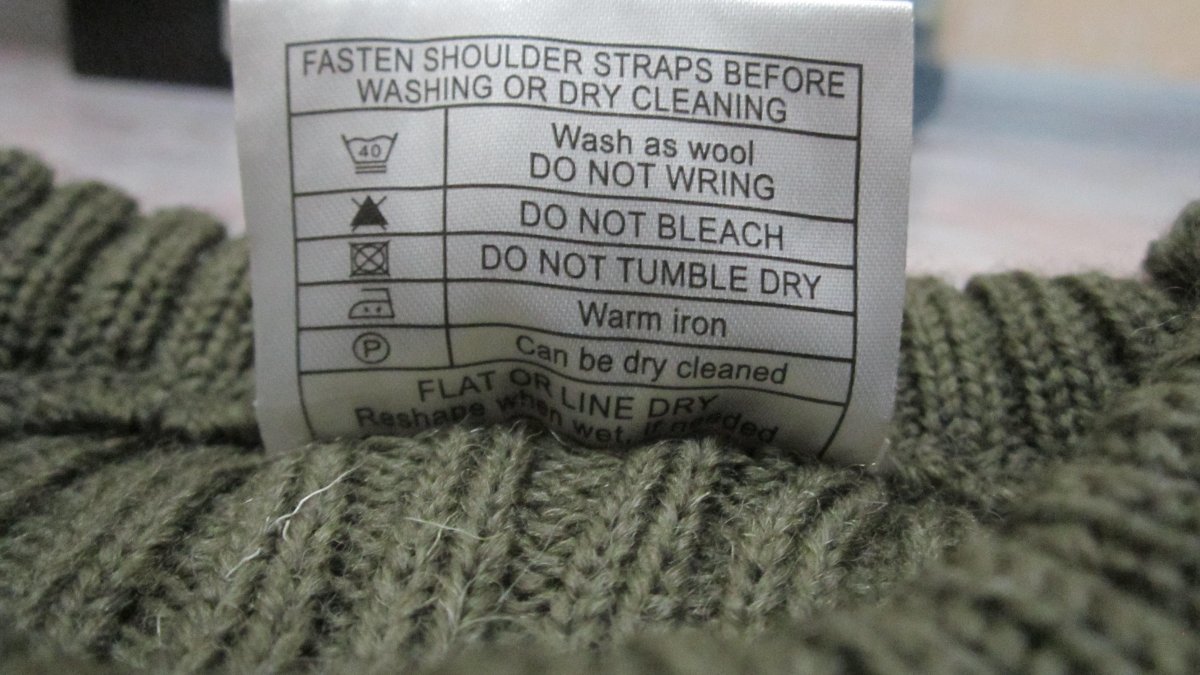 FASTEN SHOULDER STRAPS BEFORE
WASHING OR DRY CLEANING
40
Wash as wool
DO NOT WRING
DO NOT BLEACH
DO NOT TUMBLE DRY
Warm iron
P
Can be dry cleaned
FLAT OR LINE DRY
Reshape when wet, if needed